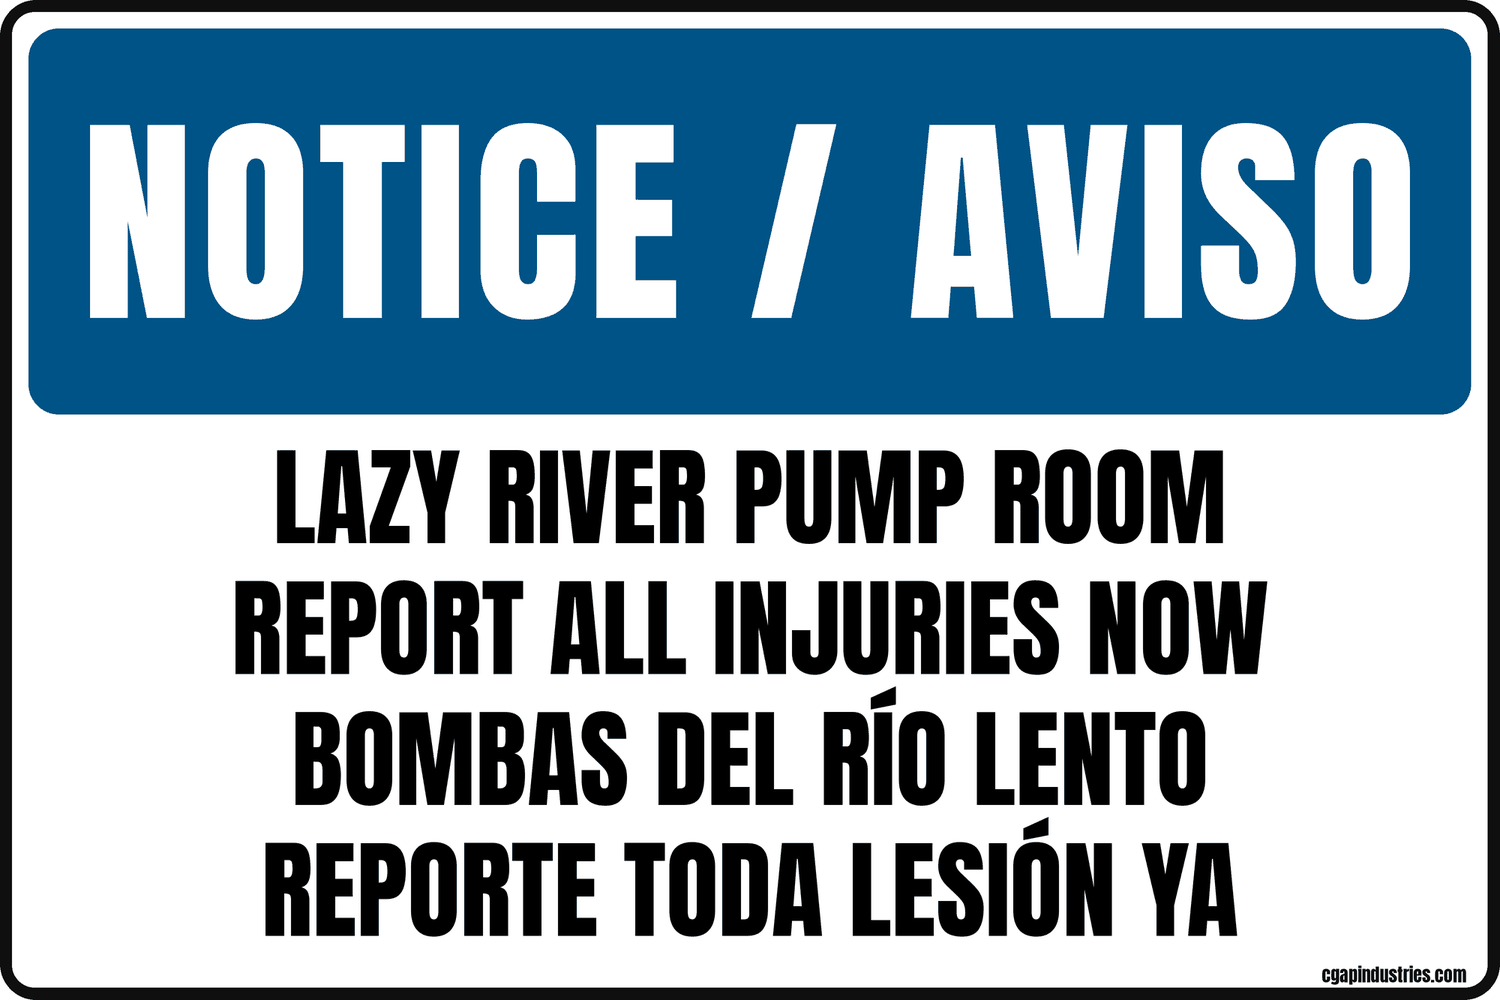 NOTICE / AVISO
LAZY RIVER PUMP ROOM
REPORT ALL INJURIES NOW
BOMBAS DEL RÍO LENTO
REPORTE TODA LESIÓN YA
cgapindustries.com